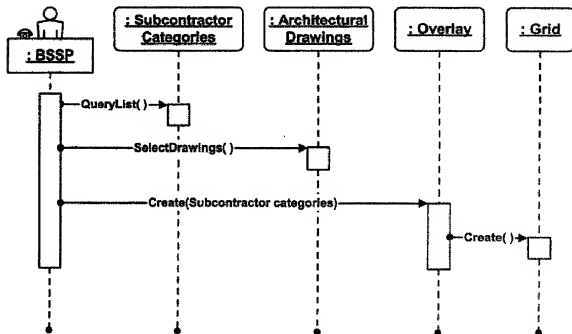 : BSSP
: Subcontractor
Categories
: Architectural
Drawings
: Overlay
: Grid
QueryList( )
SelectDrawings( )
Create(Subcontractor categories)
Create( )